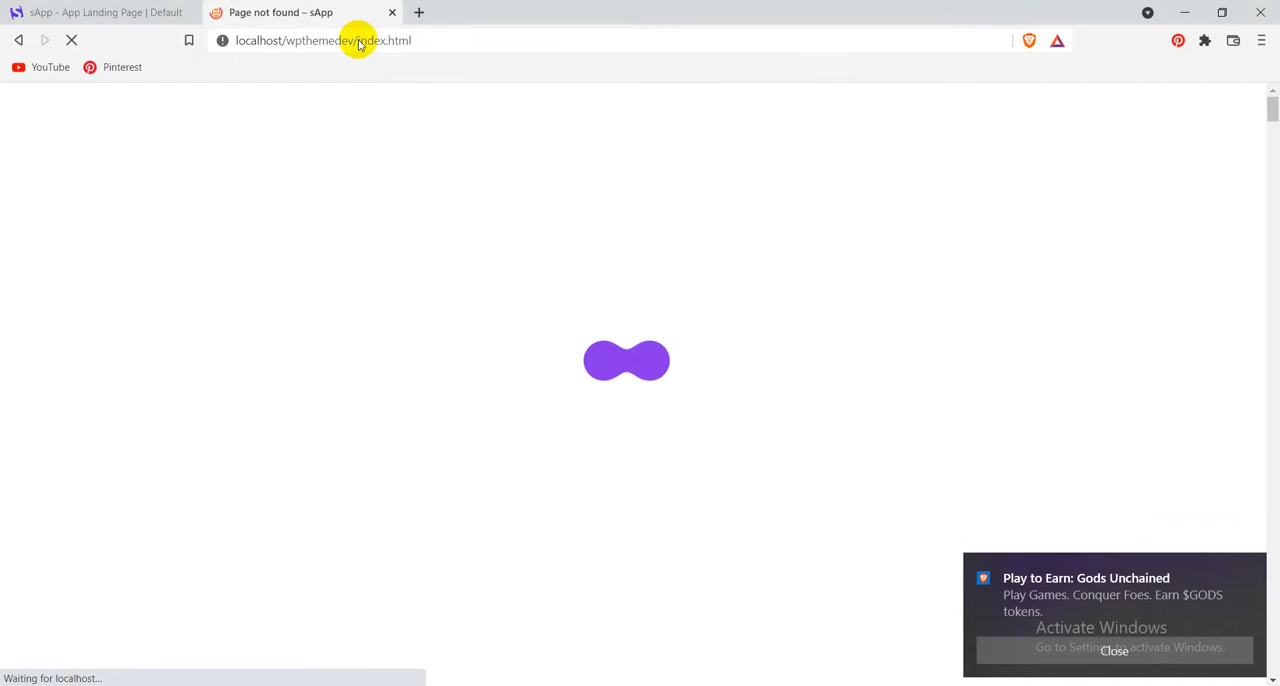 sApp - App Landing Page | Default
Page not found – sApp
localhost/wpthemedev/index.html
YouTube
Pinterest
Play to Earn: Gods Unchained
Play Games. Conquer Foes. Earn $GODS
tokens.
Activate Windows
Go to Settings to activate Windows.
Close
Waiting for localhost...